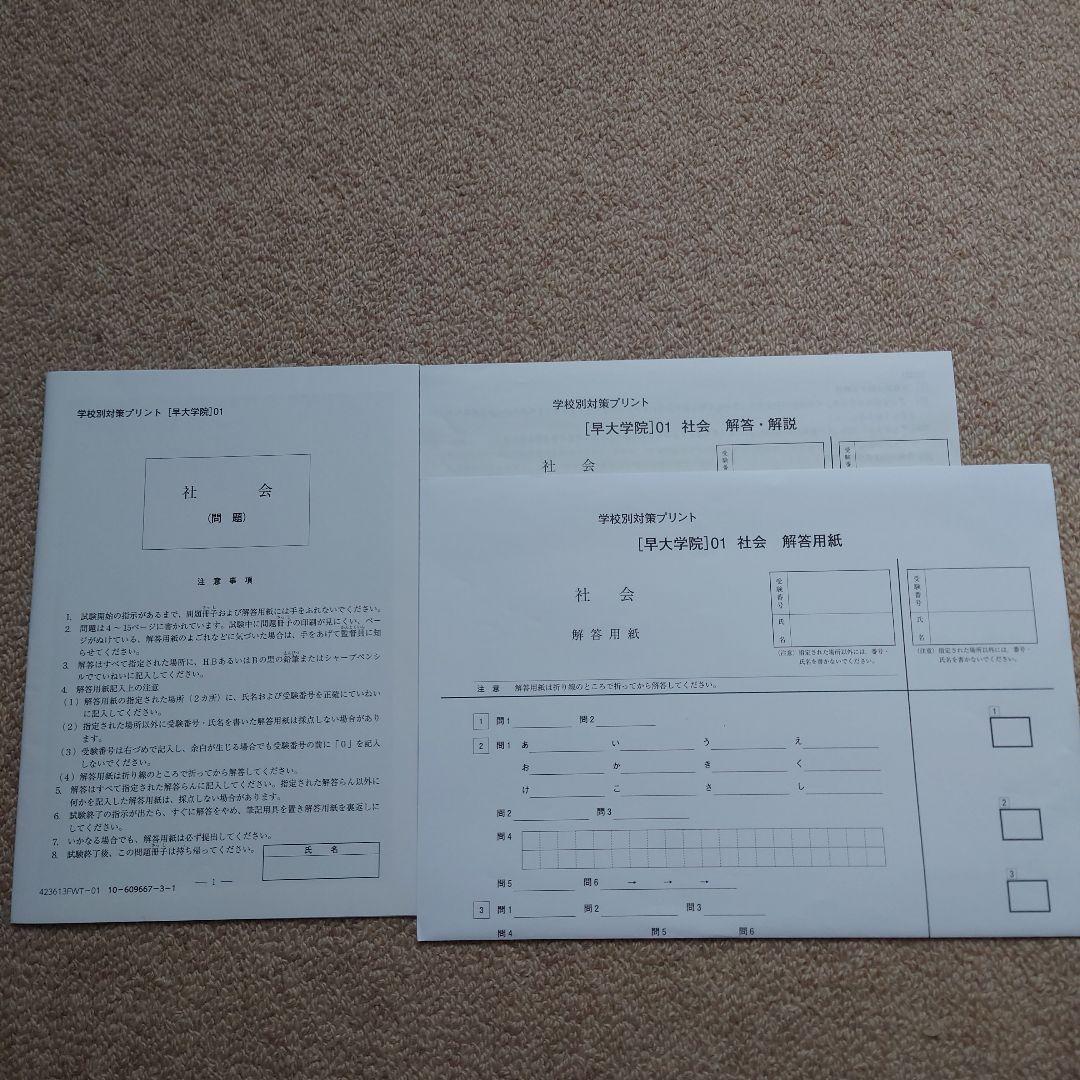 学校別対策プリント [早大学院]01
社 会
(問 題)
注 意 事 項
1. 試験開始の指示があるまで、問題冊子および解答用紙には手をふれないでください。
2. 問題は4~15ページに書かれています。試験中に問題冊子の印刷が見にくい、ペー
ジがぬけている、解答用紙のよごれなどに気づいた場合は、手をあげて監督員に知
らせてください。
3. 解答はすべて指定された場所に、HBあるいはBの黒の鉛筆またはシャープペンシ
ルでていねいに記入してください。
4. 解答用紙記入上の注意
(1) 解答用紙の指定された場所(2カ所)に、氏名および受験番号を正確にていねい
に記入してください。
(2) 指定された場所以外に受験番号・氏名を書いた解答用紙は採点しない場合があり
ます。
(3) 受験番号は右づめで記入し、余白が生じる場合でも受験番号の前に「0」を記入
しないでください。
(4) 解答用紙は折り線のところで折ってから解答してください。
5. 解答はすべて指定された解答らんに記入してください。指定された解答らん以外に
何かを記入した解答用紙は、採点しない場合があります。
6. 試験終了の指示が出たら、すぐに解答をやめ、筆記用具を置き解答用紙を裏返しに
してください。
7. いかなる場合でも、解答用紙は必ず提出してください。
8. 試験終了後、この問題冊子は持ち帰ってください。
氏 名
— 1 —
423613FWT-01 10-609667-3-1
学校別対策プリント
[早大学院]01 社会 解答・解説
社 会
受験番
受験番
学校別対策プリント
[早大学院]01 社会 解答用紙
社 会
解 答 用 紙
受験番号
氏 名
(注意) 指定された場所以外には、番号・
氏名を書かないでください。
受験番号
氏 名
(注意) 指定された場所以外には、番号・
氏名を書かないでください。
注 意 解答用紙は折り線のところで折ってから解答してください。
1 問1 問2
2 問1 あ い う え
お か き く
け こ さ し
問2 問3
問4
問5 問6 → → →
3 問1 問2 問3
問4 問5 問6
1
2
3